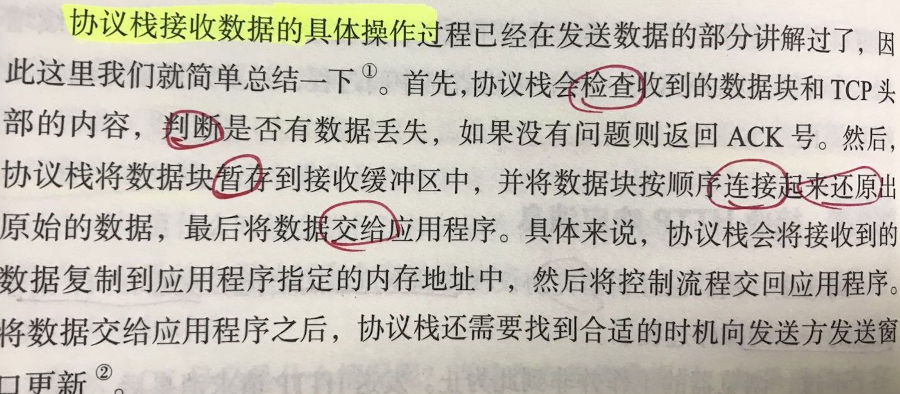 协议栈接收数据的具体操作过程已经在发送数据的部分讲解过了，因
此这里我们就简单总结一下①。首先，协议栈会检查收到的数据块和 TCP 头
部的内容，判断是否有数据丢失，如果没有问题则返回 ACK 号。然后，
协议栈将数据块暂存到接收缓冲区中，并将数据块按顺序连接起来还原出
原始的数据，最后将数据交给应用程序。具体来说，协议栈会将接收到的
数据复制到应用程序指定的内存地址中，然后将控制流程交回应用程序。
将数据交给应用程序之后，协议栈还需要找到合适的时机向发送方发送窗
口更新②。